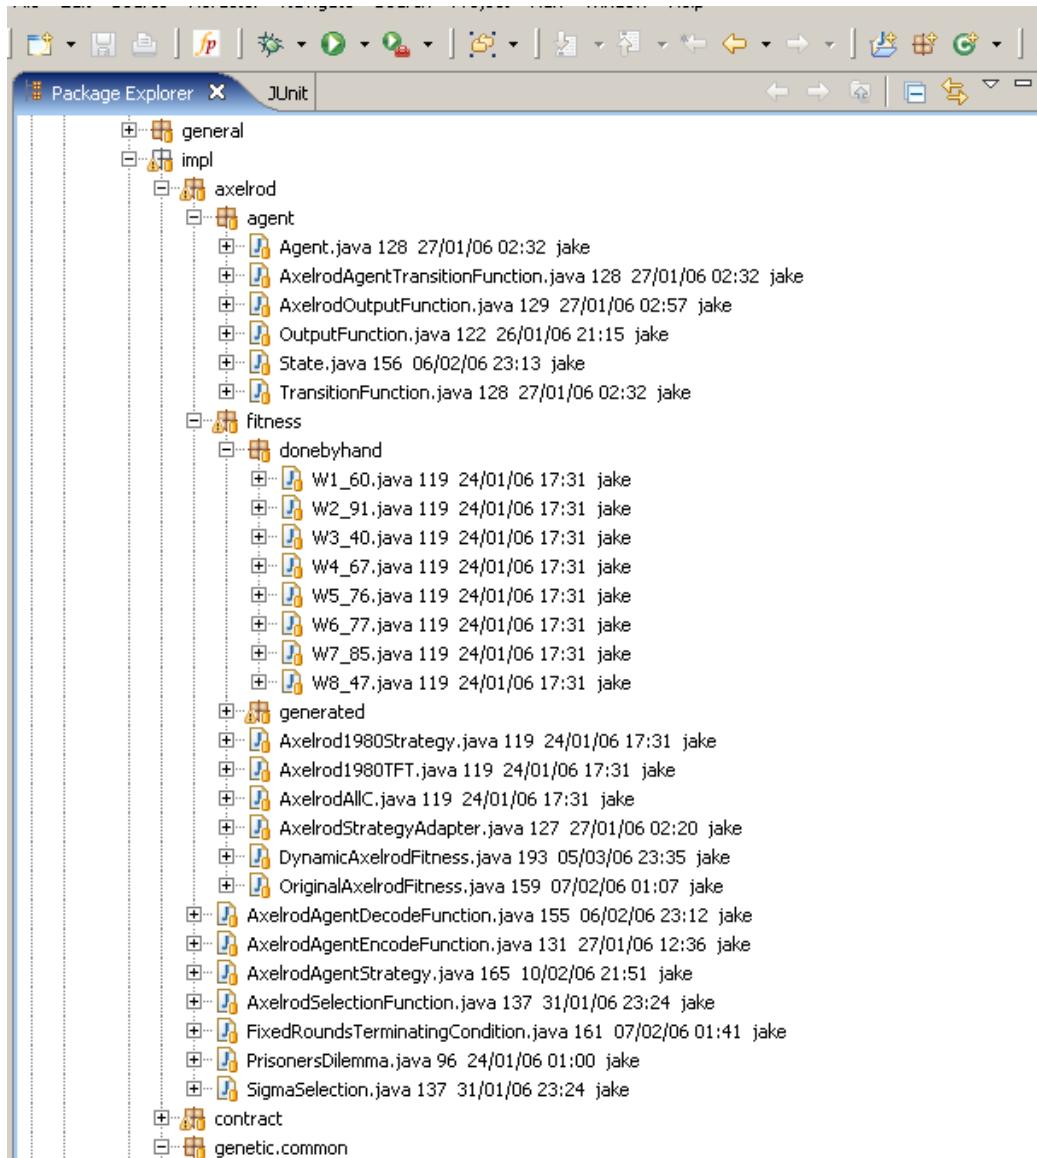 Package Explorer JUnit
general
impl
axelrod
agent
Agent.java 128 27/01/06 02:32 jake
AxelrodAgentTransitionFunction.java 128 27/01/06 02:32 jake
AxelrodOutputFunction.java 129 27/01/06 02:57 jake
OutputFunction.java 122 26/01/06 21:15 jake
State.java 156 06/02/06 23:13 jake
TransitionFunction.java 128 27/01/06 02:32 jake
fitness
donebyhand
W1_60.java 119 24/01/06 17:31 jake
W2_91.java 119 24/01/06 17:31 jake
W3_40.java 119 24/01/06 17:31 jake
W4_67.java 119 24/01/06 17:31 jake
W5_76.java 119 24/01/06 17:31 jake
W6_77.java 119 24/01/06 17:31 jake
W7_85.java 119 24/01/06 17:31 jake
W8_47.java 119 24/01/06 17:31 jake
generated
Axelrod1980Strategy.java 119 24/01/06 17:31 jake
Axelrod1980TFT.java 119 24/01/06 17:31 jake
AxelrodAllC.java 119 24/01/06 17:31 jake
AxelrodStrategyAdapter.java 127 27/01/06 02:20 jake
DynamicAxelrodFitness.java 193 05/03/06 23:35 jake
OriginalAxelrodFitness.java 159 07/02/06 01:07 jake
AxelrodAgentDecodeFunction.java 155 06/02/06 23:12 jake
AxelrodAgentEncodeFunction.java 131 27/01/06 12:36 jake
AxelrodAgentStrategy.java 165 10/02/06 21:51 jake
AxelrodSelectionFunction.java 137 31/01/06 23:24 jake
FixedRoundsTerminatingCondition.java 161 07/02/06 01:41 jake
PrisonersDilemma.java 96 24/01/06 01:00 jake
SigmaSelection.java 137 31/01/06 23:24 jake
contract
genetic.common